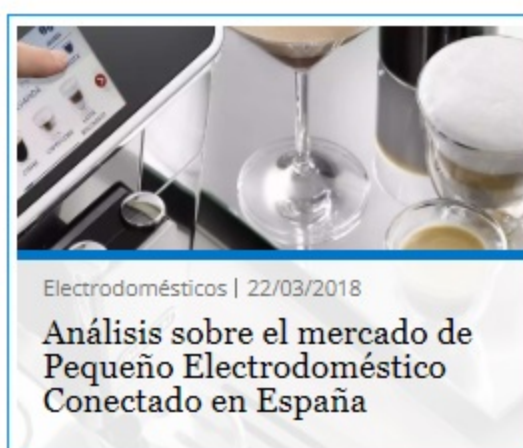 Electrodomésticos | 22/03/2018
Análisis sobre el mercado de
Pequeño Electrodoméstico
Conectado en España